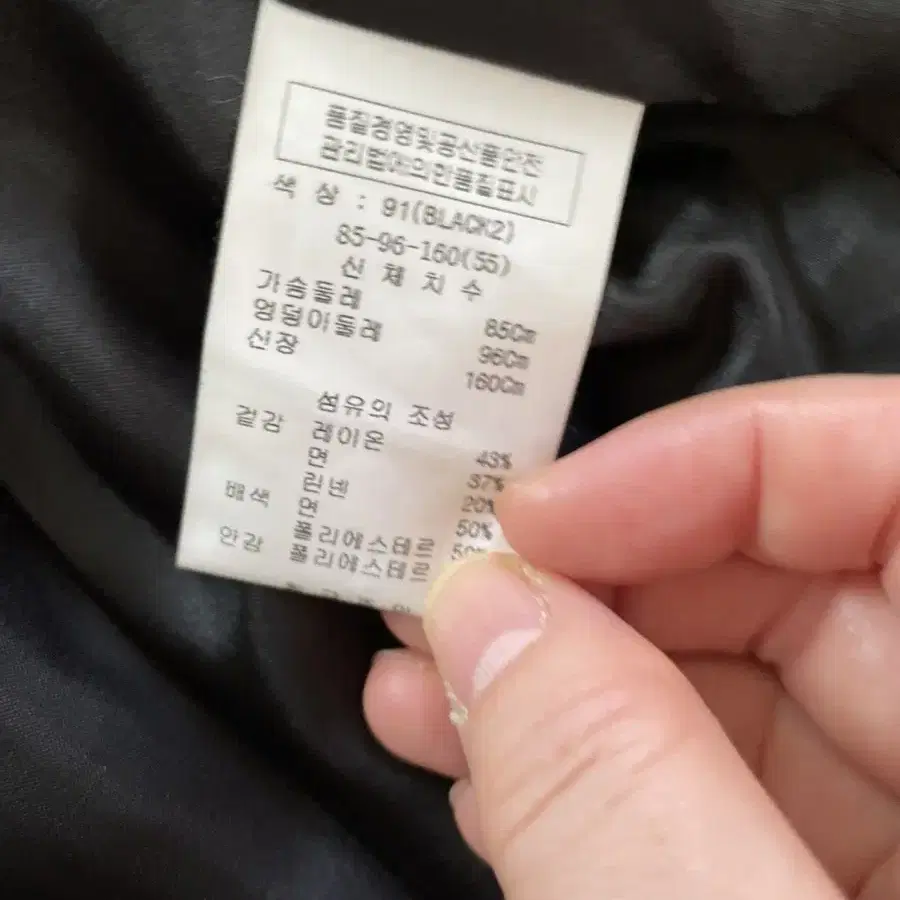 품질경영및공산품안전
관리법에의한품질표시
색 상 : 91(BLACK2)
85-96-160(55)
신 체 치 수
가슴둘레 85Cm
엉덩이둘레 96Cm
신장 160Cm
섬유의 조성
겉감 레이온 43%
면 37%
린넨 20%
배색 면 50%
폴리에스테르 50%
안감 폴리에스테르